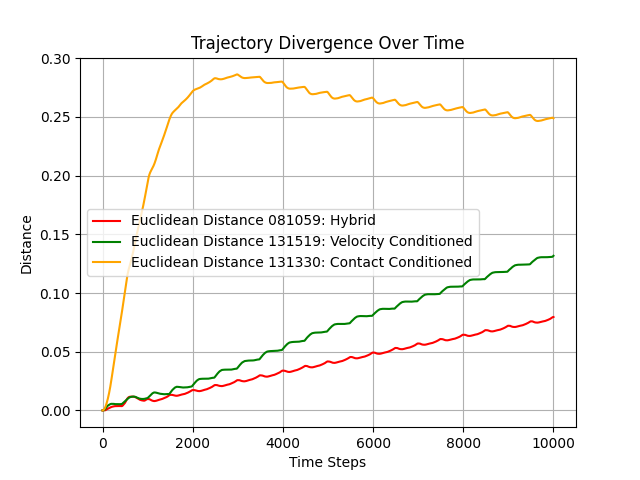 Trajectory Divergence Over Time
0.30
0.25
0.20
0.15
0.10
0.05
0.00
Distance
Euclidean Distance 081059: Hybrid
Euclidean Distance 131519: Velocity Conditioned
Euclidean Distance 131330: Contact Conditioned
0 2000 4000 6000 8000 10000
Time Steps